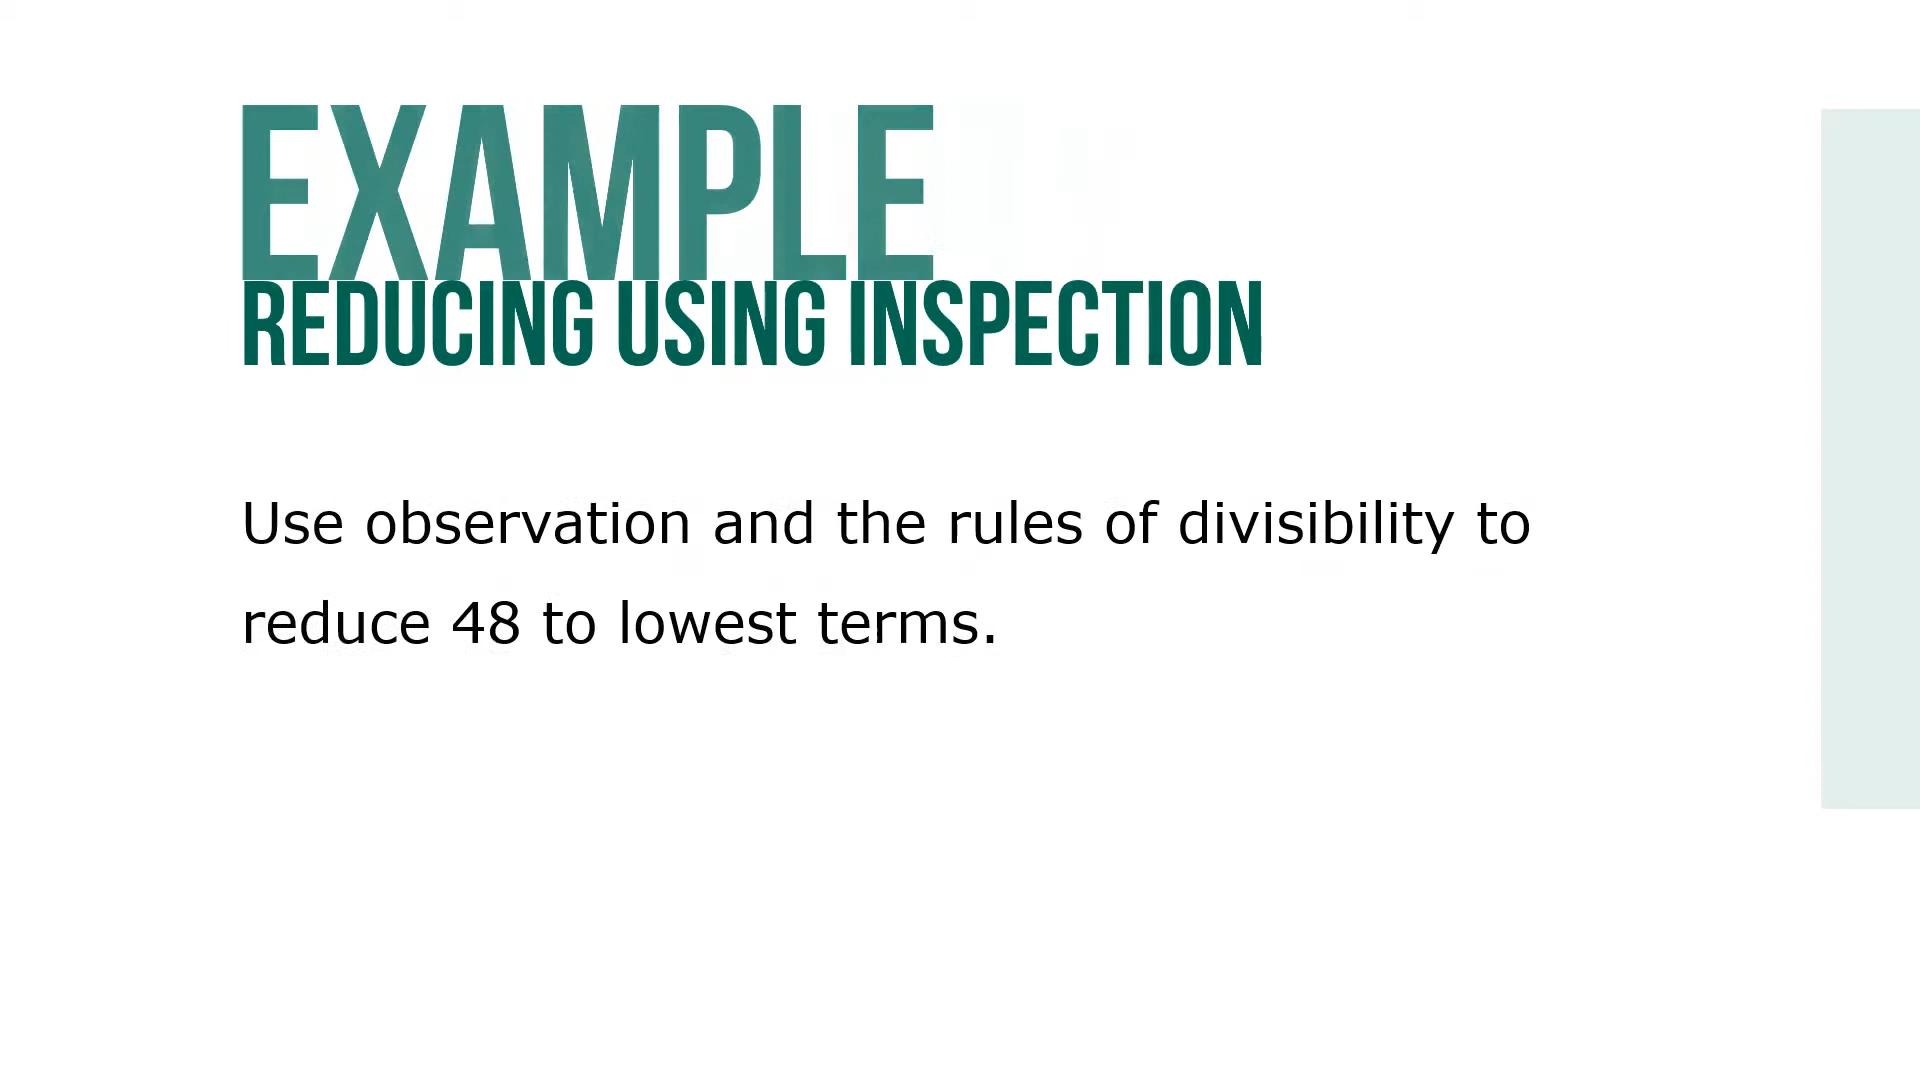 EXAMPLE
REDUCING USING INSPECTION
Use observation and the rules of divisibility to
reduce 48 to lowest terms.